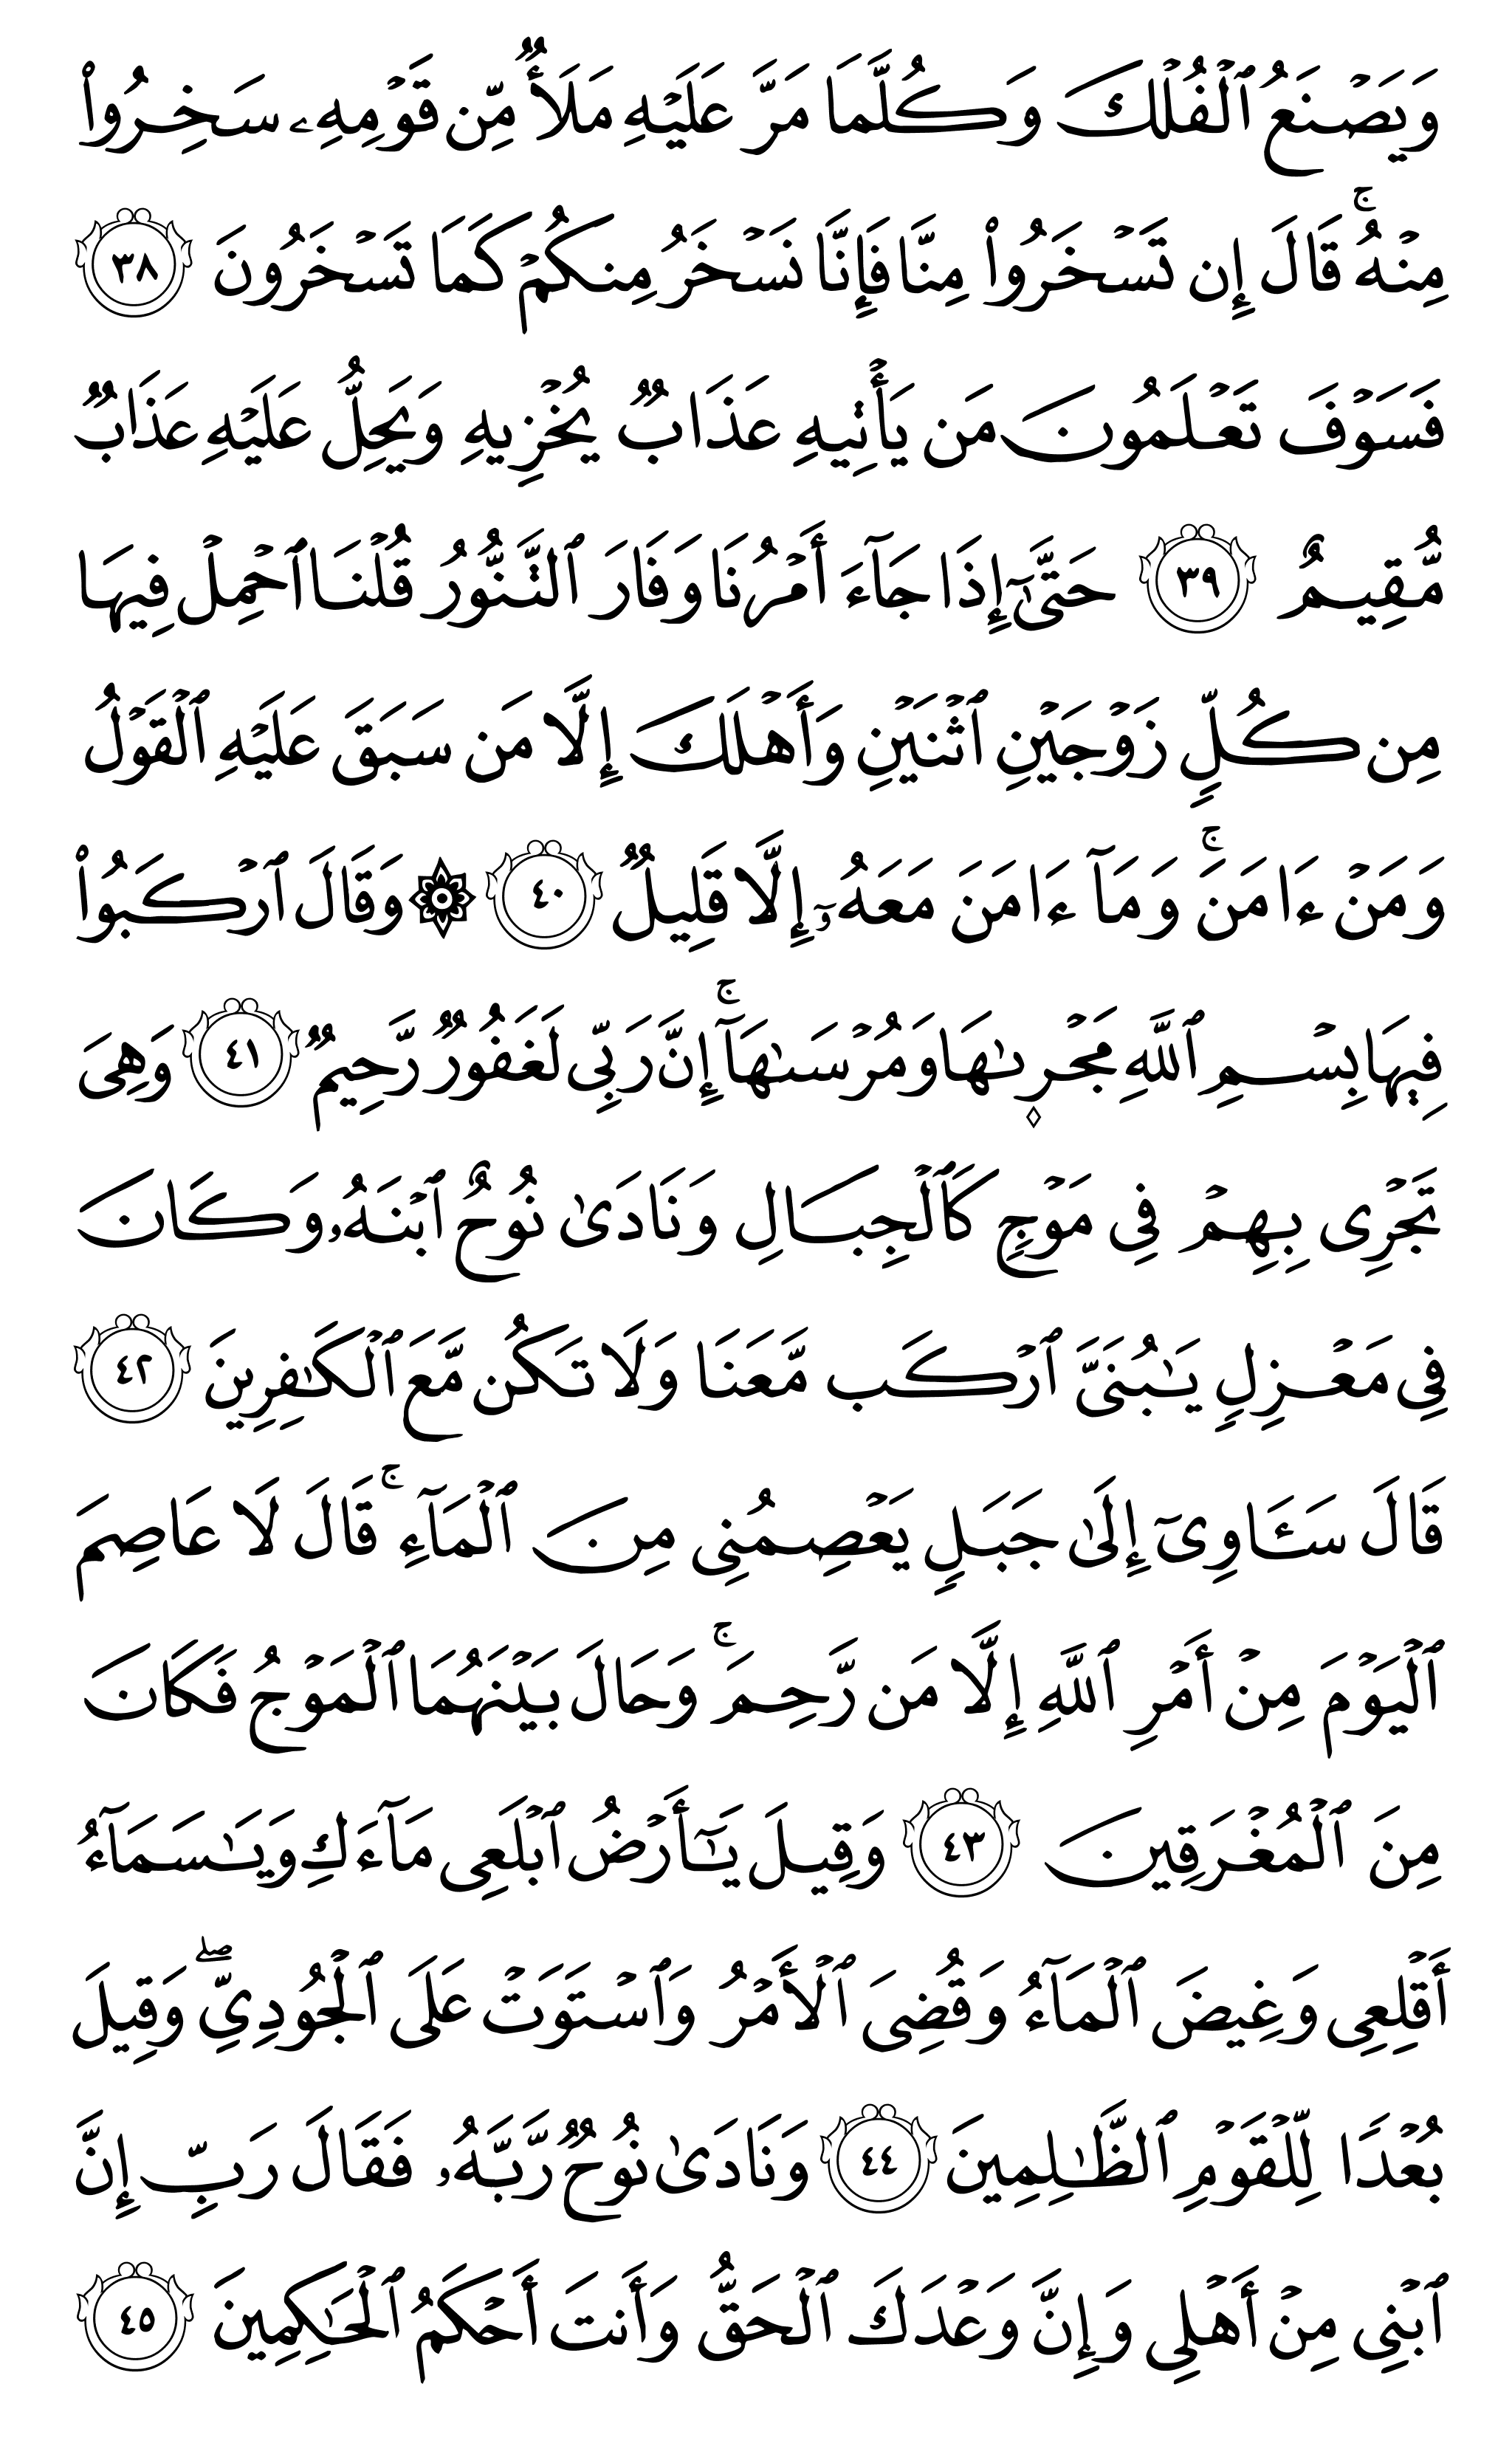 وَيَصۡنَعُ ٱلۡفُلۡكَ وَكُلَّمَا مَرَّ عَلَيۡهِ مَلَأٞ مِّن قَوۡمِهِۦ سَخِرُواْ
مِنۡهُۚ قَالَ إِن تَسۡخَرُواْ مِنَّا فَإِنَّا نَسۡخَرُ مِنكُمۡ كَمَا تَسۡخَرُونَ ٣٨
فَسَوۡفَ تَعۡلَمُونَ مَن يَأۡتِيهِ عَذَابٞ يُخۡزِيهِ وَيَحِلُّ عَلَيۡهِ عَذَابٞ
مُّقِيمٌ ٣٩ حَتَّىٰٓ إِذَا جَآءَ أَمۡرُنَا وَفَارَ ٱلتَّنُّورُ قُلۡنَا ٱحۡمِلۡ فِيهَا
مِن كُلّٖ زَوۡجَيۡنِ ٱثۡنَيۡنِ وَأَهۡلَكَ إِلَّا مَن سَبَقَ عَلَيۡهِ ٱلۡقَوۡلُ
وَمَنۡ ءَامَنَۚ وَمَآ ءَامَنَ مَعَهُۥٓ إِلَّا قَلِيلٞ ٤٠ ۞ وَقَالَ ٱرۡكَبُواْ
فِيهَا بِسۡمِ ٱللَّهِ مَجۡر۪ىٰهَا وَمُرۡسَىٰهَآۚ إِنَّ رَبِّي لَغَفُورٞ رَّحِيمٞ ٤١ وَهِيَ
تَجۡرِي بِهِمۡ فِي مَوۡجٖ كَٱلۡجِبَالِ وَنَادَىٰ نُوحٌ ٱبۡنَهُۥ وَكَانَ
فِي مَعۡزِلٖ يَٰبُنَيَّ ٱرۡكَب مَّعَنَا وَلَا تَكُن مَّعَ ٱلۡكَٰفِرِينَ ٤٢
قَالَ سَـَٔاوِيٓ إِلَىٰ جَبَلٖ يَعۡصِمُنِي مِنَ ٱلۡمَآءِۚ قَالَ لَا عَاصِمَ
ٱلۡيَوۡمَ مِنۡ أَمۡرِ ٱللَّهِ إِلَّا مَن رَّحِمَۚ وَحَالَ بَيۡنَهُمَا ٱلۡمَوۡجُ فَكَانَ
مِنَ ٱلۡمُغۡرَقِينَ ٤٣ وَقِيلَ يَٰٓأَرۡضُ ٱبۡلَعِي مَآءَكِ وَيَٰسَمَآءُ
أَقۡلِعِي وَغِيضَ ٱلۡمَآءُ وَقُضِيَ ٱلۡأَمۡرُ وَٱسۡتَوَتۡ عَلَى ٱلۡجُودِيِّۖ وَقِيلَ
بُعۡدٗا لِّلۡقَوۡمِ ٱلظَّٰلِمِينَ ٤٤ وَنَادَىٰ نُوحٞ رَّبَّهُۥ فَقَالَ رَبِّ إِنَّ
ٱبۡنِي مِنۡ أَهۡلِي وَإِنَّ وَعۡدَكَ ٱلۡحَقُّ وَأَنتَ أَحۡكَمُ ٱلۡحَٰكِمِينَ ٤٥